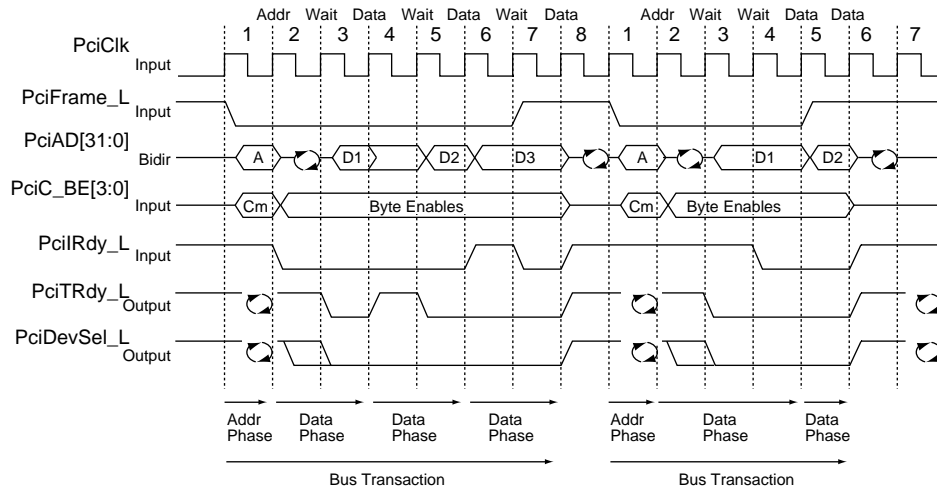 Addr Wait Data Wait Data Wait Data Addr Wait Wait Data Data
1 2 3 4 5 6 7 8 1 2 3 4 5 6 7
PciClk
Input
PciFrame_L Input
PciAD[31:0]
Bidir A D1 D2 D3 A D1 D2
PciC_BE[3:0]
Input Cm Byte Enables Cm Byte Enables
PciIRdy_L Input
PciTRdy_L
Output
PciDevSel_L
Output
Addr Data Data Data Addr Data Data
Phase Phase Phase Phase Phase Phase Phase
Bus Transaction Bus Transaction